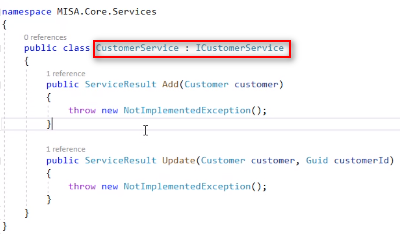 namespace MISA.Core.Services
{
0 references
public class CustomerService : ICustomerService
{
1 reference
public ServiceResult Add(Customer customer)
{
throw new NotImplementedException();
}
1 reference
public ServiceResult Update(Customer customer, Guid customerId)
{
throw new NotImplementedException();
}
}
}